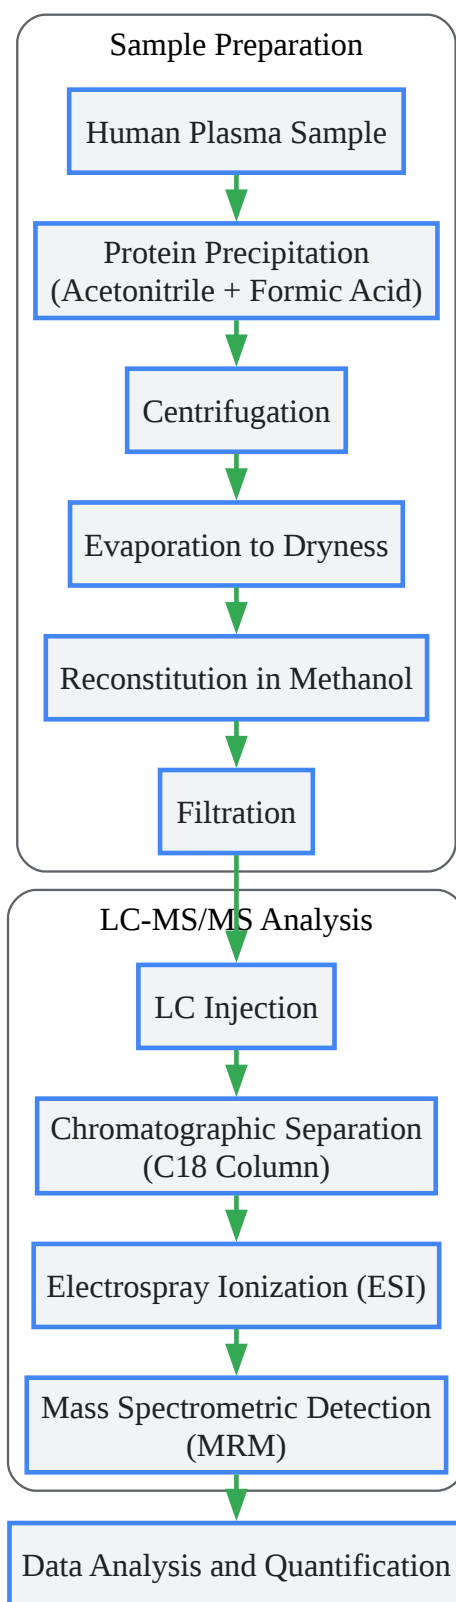 Sample Preparation
Human Plasma Sample
Protein Precipitation
(Acetonitrile + Formic Acid)
Centrifugation
Evaporation to Dryness
Reconstitution in Methanol
Filtration
LC-MS/MS Analysis
LC Injection
Chromatographic Separation
(C18 Column)
Electrospray Ionization (ESI)
Mass Spectrometric Detection
(MRM)
Data Analysis and Quantification